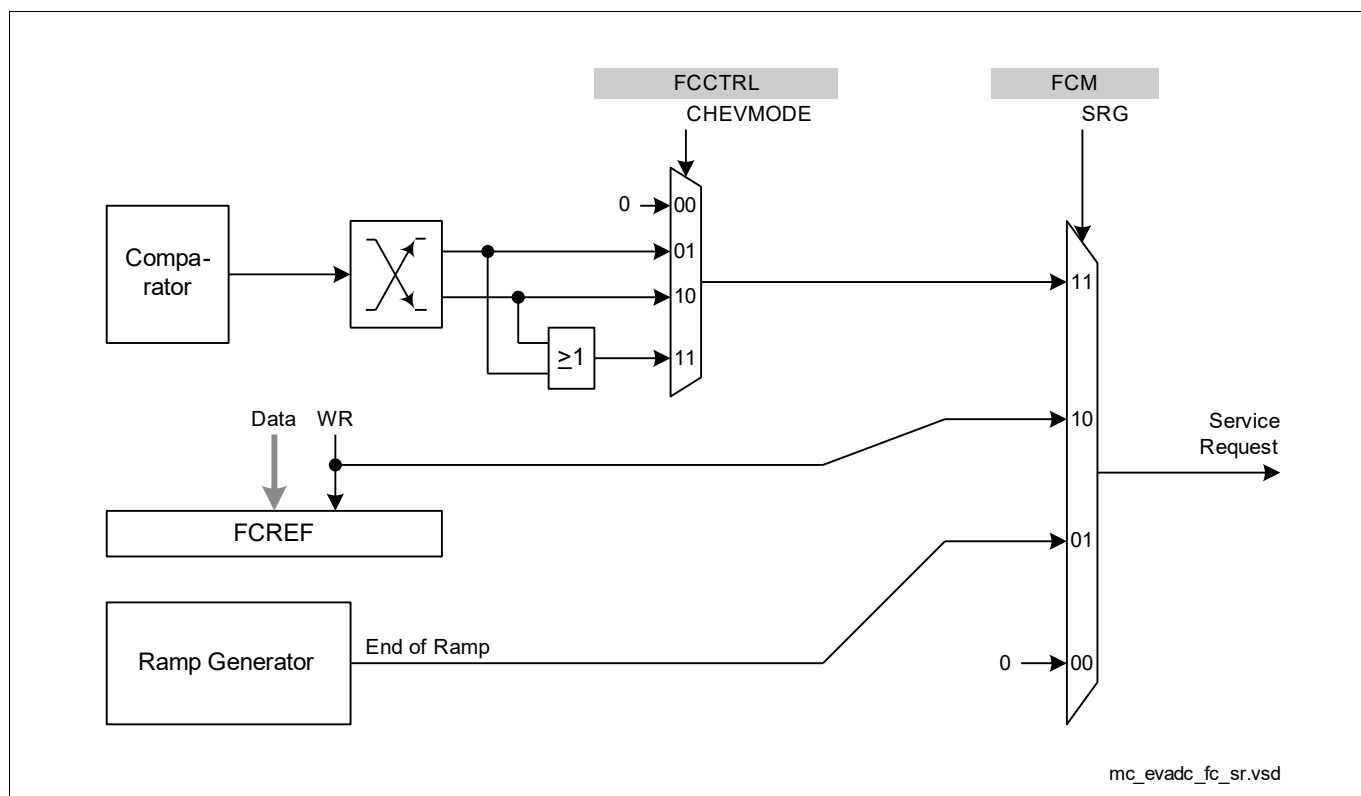 FCCTRL
FCM
CHEVMODE
SRG
0
00
01
10
11
Compa-
rator
≥1
11
Data
WR
10
Service
Request
FCREF
01
Ramp Generator
End of Ramp
0
00
mc_evadc_fc_sr.vsd